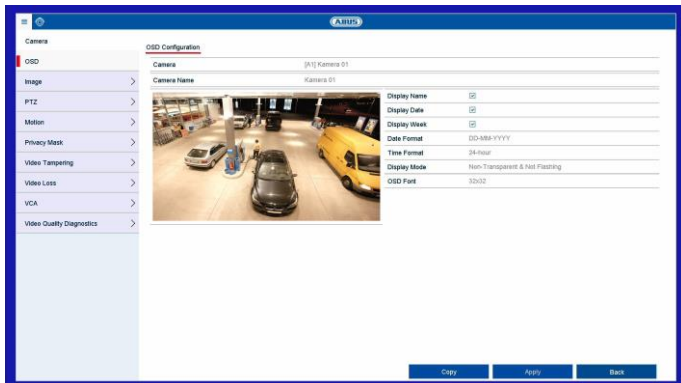 ABUS
Camera
OSD
Image
PTZ
Motion
Privacy Mask
Video Tampering
Video Loss
VCA
Video Quality Diagnostics
OSD Configuration
Camera [A1] Kamera 01
Camera Name Kamera 01
Display Name
Display Date
Display Week
Date Format DD-MM-YYYY
Time Format 24-hour
Display Mode Non-Transparent & Not Flashing
OSD Font 32x32
Copy Apply Back